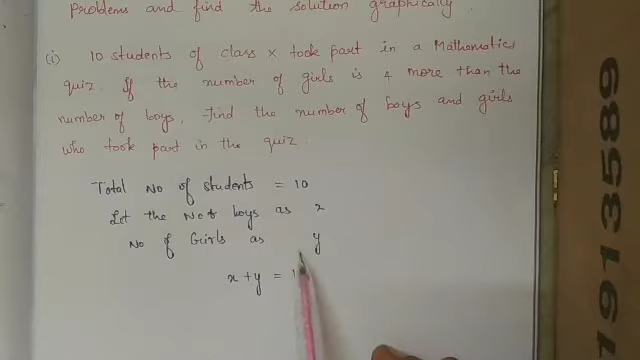 Problems and find the solution graphically
(i) 10 students of class x took part in a Mathematics
quiz. If the number of girls is 4 more than the
number of boys, find the number of boys and girls
who took part in the quiz.
Total No of students = 10
Let the No of boys as x
No of Girls as y
x + y = 1
1913589